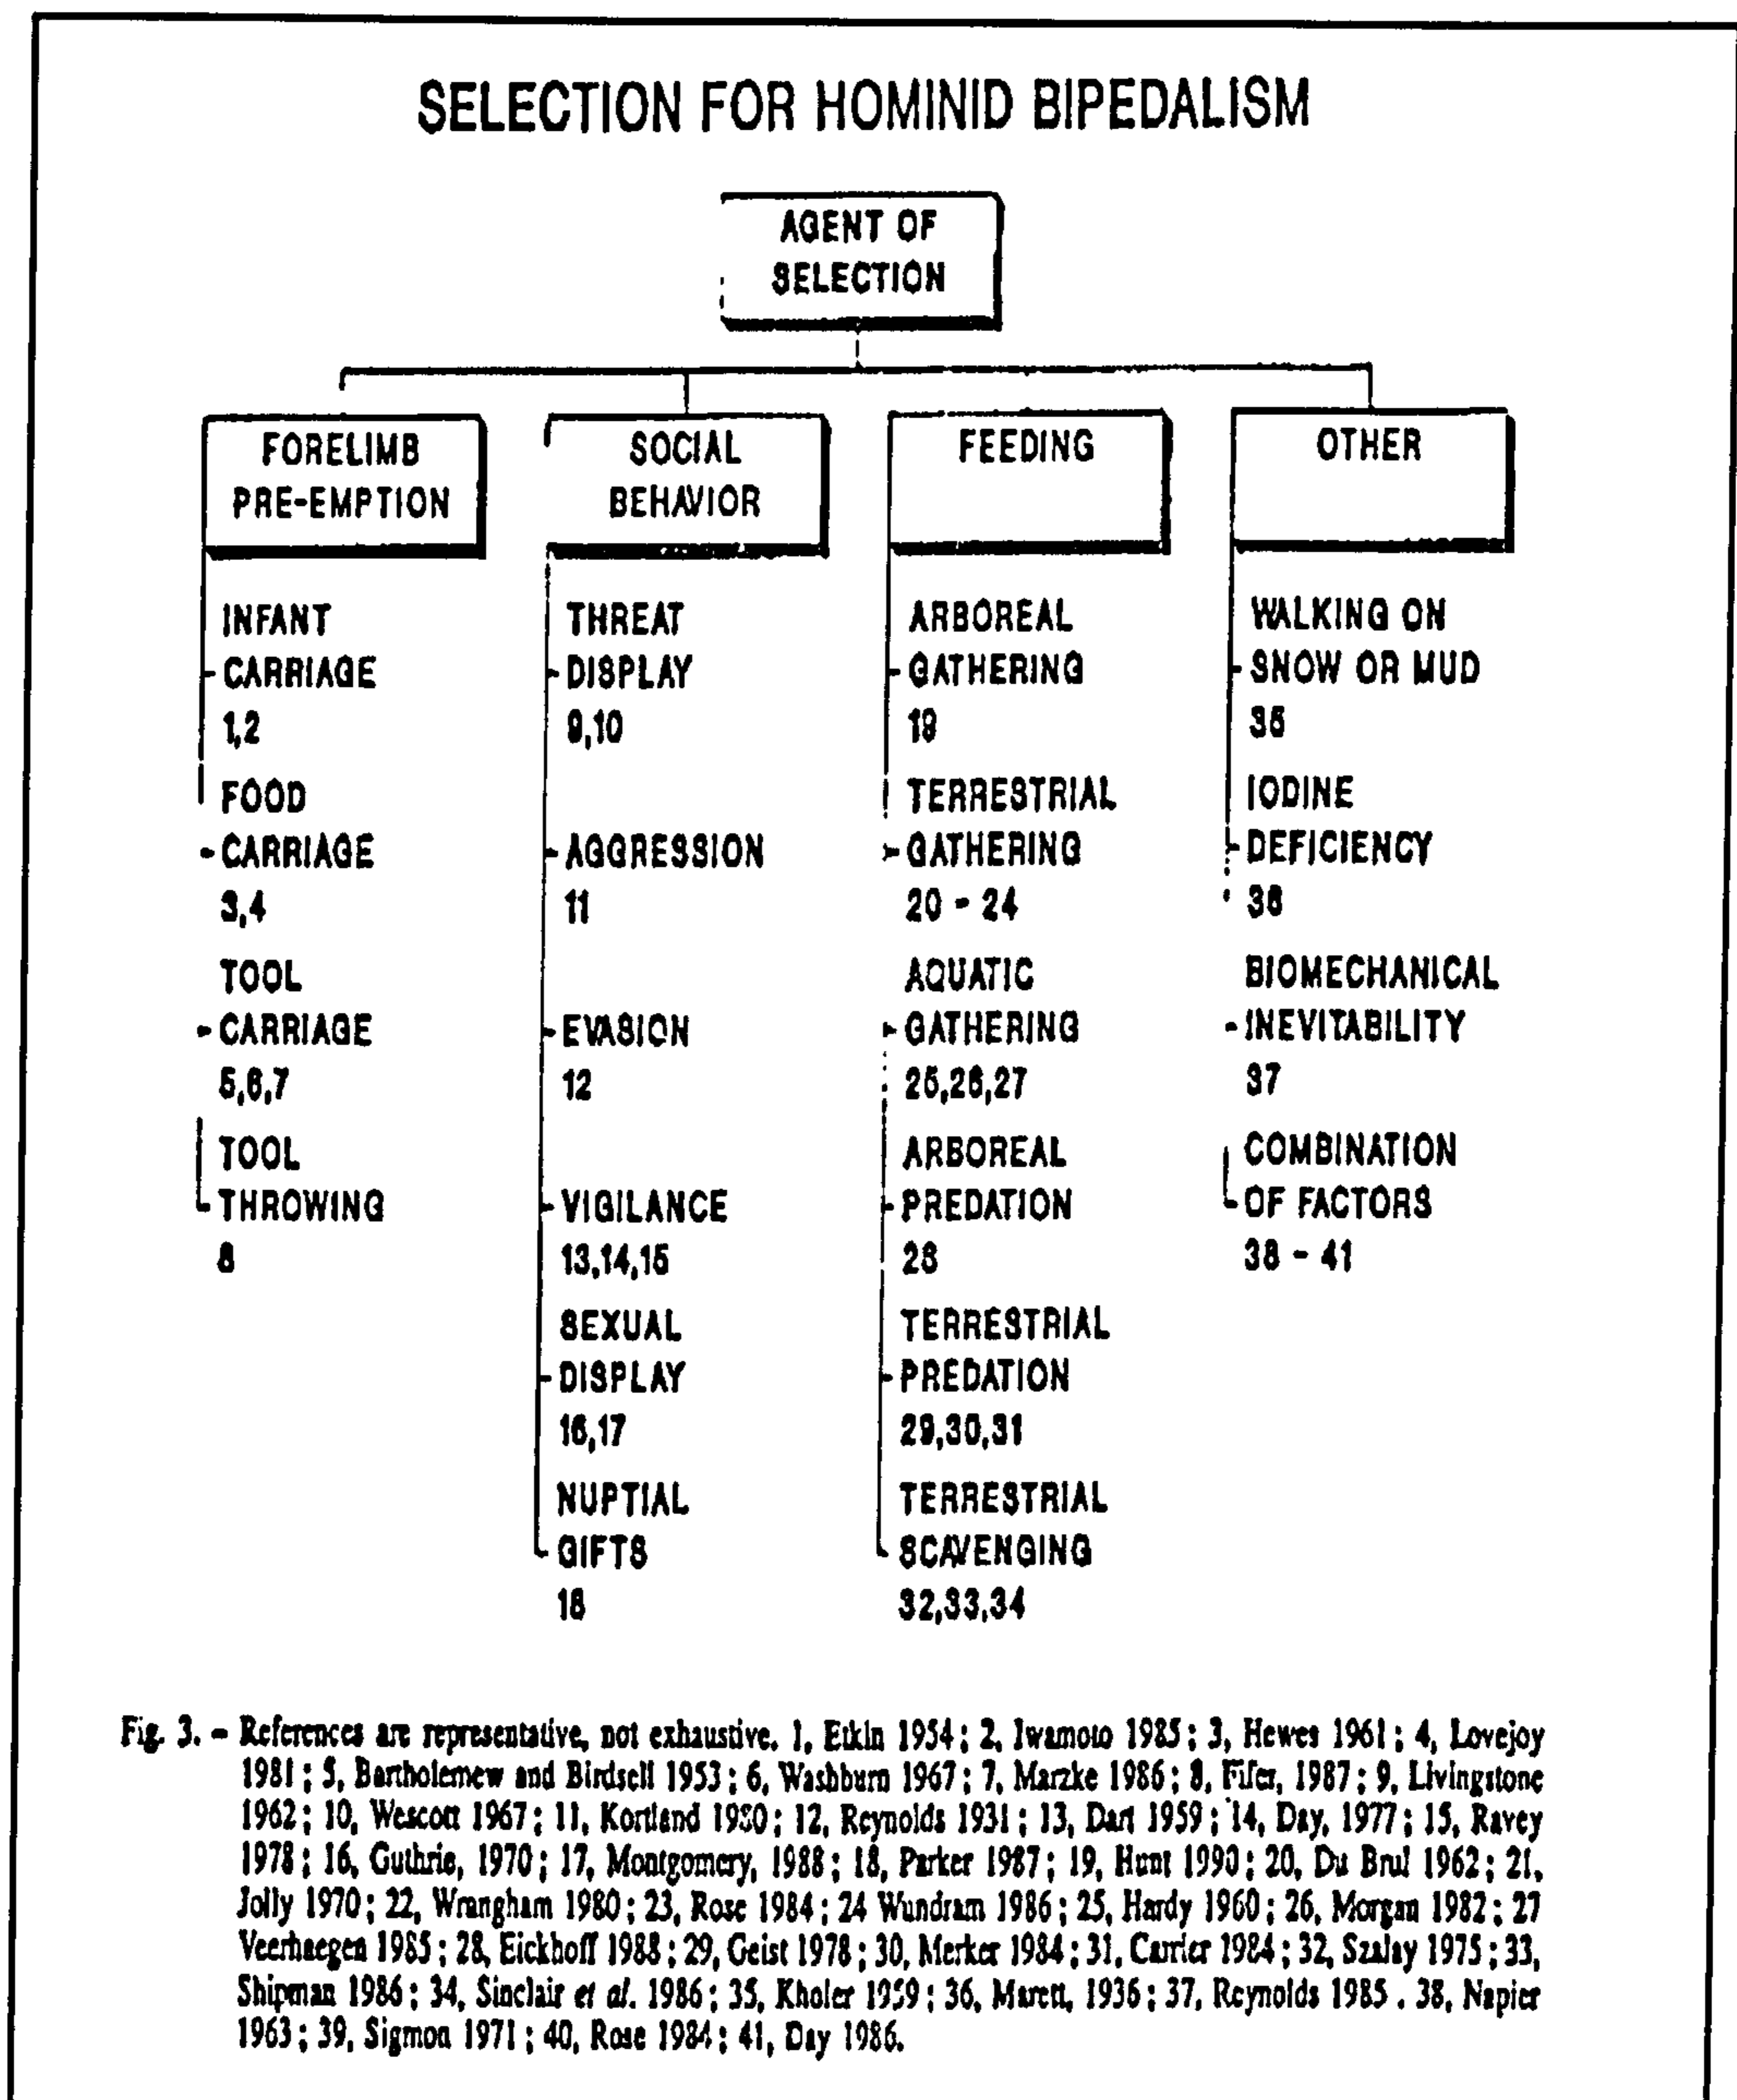 SELECTION FOR HOMINID BIPEDALISM
AGENT OF
SELECTION
FORELIMB
PRE-EMPTION
INFANT
CARRIAGE
1,2
FOOD
CARRIAGE
3,4
TOOL
CARRIAGE
5,6,7
TOOL
THROWING
8
SOCIAL
BEHAVIOR
THREAT
DISPLAY
9,10
AGGRESSION
11
EVASION
12
VIGILANCE
13,14,15
SEXUAL
DISPLAY
16,17
NUPTIAL
GIFTS
18
FEEDING
ARBOREAL
GATHERING
19
TERRESTRIAL
GATHERING
20 - 24
AQUATIC
GATHERING
25,26,27
ARBOREAL
PREDATION
28
TERRESTRIAL
PREDATION
29,30,31
TERRESTRIAL
SCAVENGING
32,33,34
OTHER
WALKING ON
SNOW OR MUD
35
IODINE
DEFICIENCY
36
BIOMECHANICAL
INEVITABILITY
37
COMBINATION
OF FACTORS
38 - 41
Fig. 3. – References are representative, not exhaustive. 1, Etkin 1954; 2, Iwamoto 1985; 3, Hewes 1961; 4, Lovejoy
1981; 5, Bartholemew and Birdsell 1953; 6, Washburn 1967; 7, Marzke 1986; 8, Fifer, 1987; 9, Livingstone
1962; 10, Wescott 1967; 11, Kortland 1980; 12, Reynolds 1931; 13, Dart 1959; 14, Day, 1977; 15, Ravey
1978; 16, Guthrie, 1970; 17, Montgomery, 1988; 18, Parker 1987; 19, Hunt 1990; 20, Du Brul 1962; 21,
Jolly 1970; 22, Wrangham 1980; 23, Rose 1984; 24 Wundram 1986; 25, Hardy 1960; 26, Morgan 1982; 27
Veerhaegen 1985; 28, Eickhoff 1988; 29, Geist 1978; 30, Merker 1984; 31, Carrier 1984; 32, Szalay 1975; 33,
Shipman 1986; 34, Sinclair et al. 1986; 35, Kholer 1959; 36, Marett, 1936; 37, Reynolds 1985. 38, Napier
1963; 39, Sigmon 1971; 40, Rose 1984; 41, Day 1986.